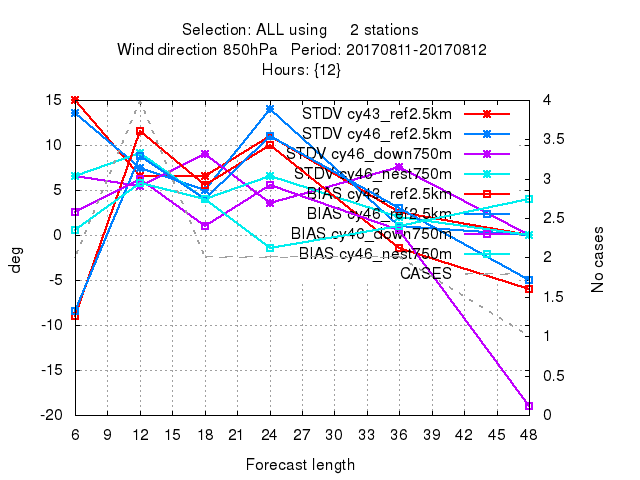 Selection: ALL using 2 stations
Wind direction 850hPa Period: 20170811-20170812
Hours: {12}
15
10
5
0
-5
-10
-15
-20
deg
STDV cy43_ref2.5km
STDV cy46_ref2.5km
STDV cy46_down750m
STDV cy46_nest750m
BIAS cy43_ref2.5km
BIAS cy46_ref2.5km
BIAS cy46_down750m
BIAS cy46_nest750m
CASES
4
3.5
3
2.5
2
1.5
1
0.5
0
No cases
6 9 12 15 18 21 24 27 30 33 36 39 42 45 48
Forecast length